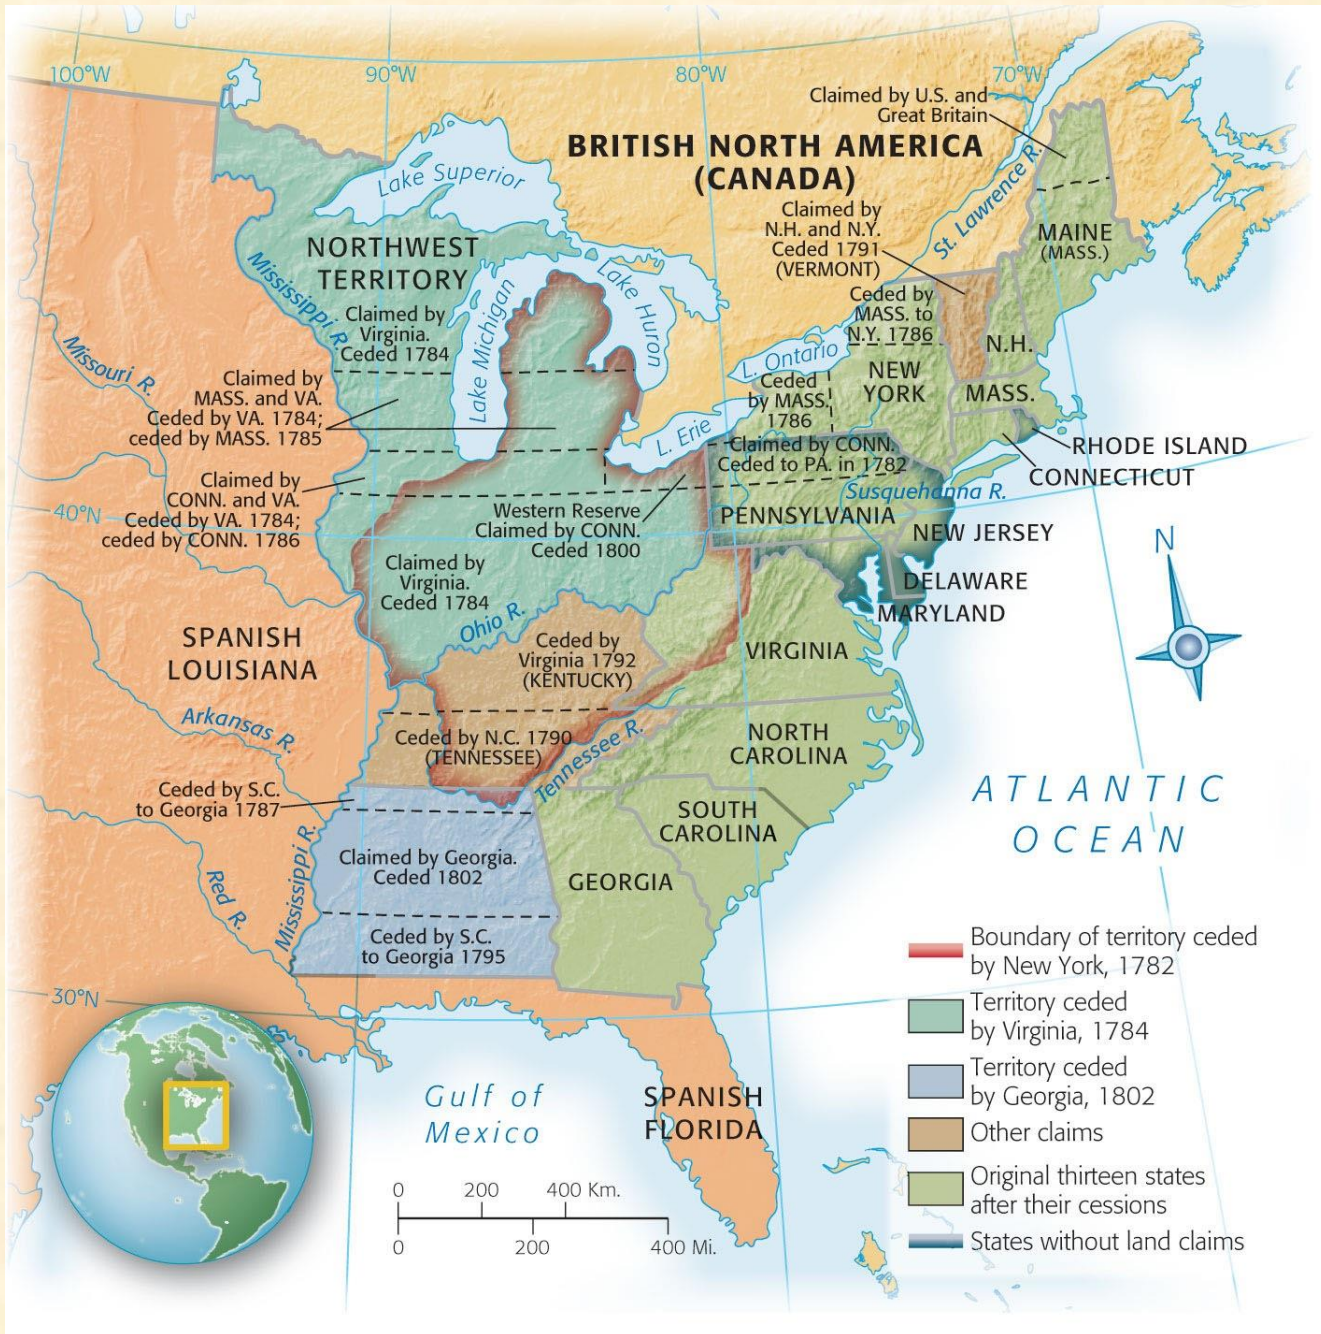 100°W
90°W
80°W
70°W
Claimed by U.S. and
Great Britain
BRITISH NORTH AMERICA
(CANADA)
St. Lawrence R.
Lake Superior
Claimed by
N.H. and N.Y.
Ceded 1791
(VERMONT)
MAINE
(MASS.)
NORTHWEST
TERRITORY
Mississippi R.
Lake Michigan
Lake Huron
Claimed by
Virginia.
Ceded 1784
Ceded by
MASS. to
N.Y. 1786
N.H.
Missouri R.
L. Ontario
NEW
YORK
MASS.
Claimed by
MASS. and VA.
Ceded by VA. 1784;
ceded by MASS. 1785
Ceded
by MASS.
1786
L. Erie
Claimed by CONN.
Ceded to PA. in 1782
RHODE ISLAND
CONNECTICUT
Claimed by
CONN. and VA.
Ceded by VA. 1784;
ceded by CONN. 1786
Susquehanna R.
Western Reserve
Claimed by CONN.
Ceded 1800
PENNSYLVANIA
NEW JERSEY
N
40°N
Claimed by
Virginia.
Ceded 1784
DELAWARE
MARYLAND
Ohio R.
SPANISH
LOUISIANA
Ceded by
Virginia 1792
(KENTUCKY)
VIRGINIA
Arkansas R.
Ceded by N.C. 1790
(TENNESSEE)
Tennessee R.
NORTH
CAROLINA
Ceded by S.C.
to Georgia 1787
SOUTH
CAROLINA
ATLANTIC
OCEAN
Mississippi R.
Red R.
Claimed by Georgia.
Ceded 1802
GEORGIA
Ceded by S.C.
to Georgia 1795
30°N
Gulf of
Mexico
SPANISH
FLORIDA
0 200 400 Km.
0 200 400 Mi.
Boundary of territory ceded
by New York, 1782
Territory ceded
by Virginia, 1784
Territory ceded
by Georgia, 1802
Other claims
Original thirteen states
after their cessions
States without land claims